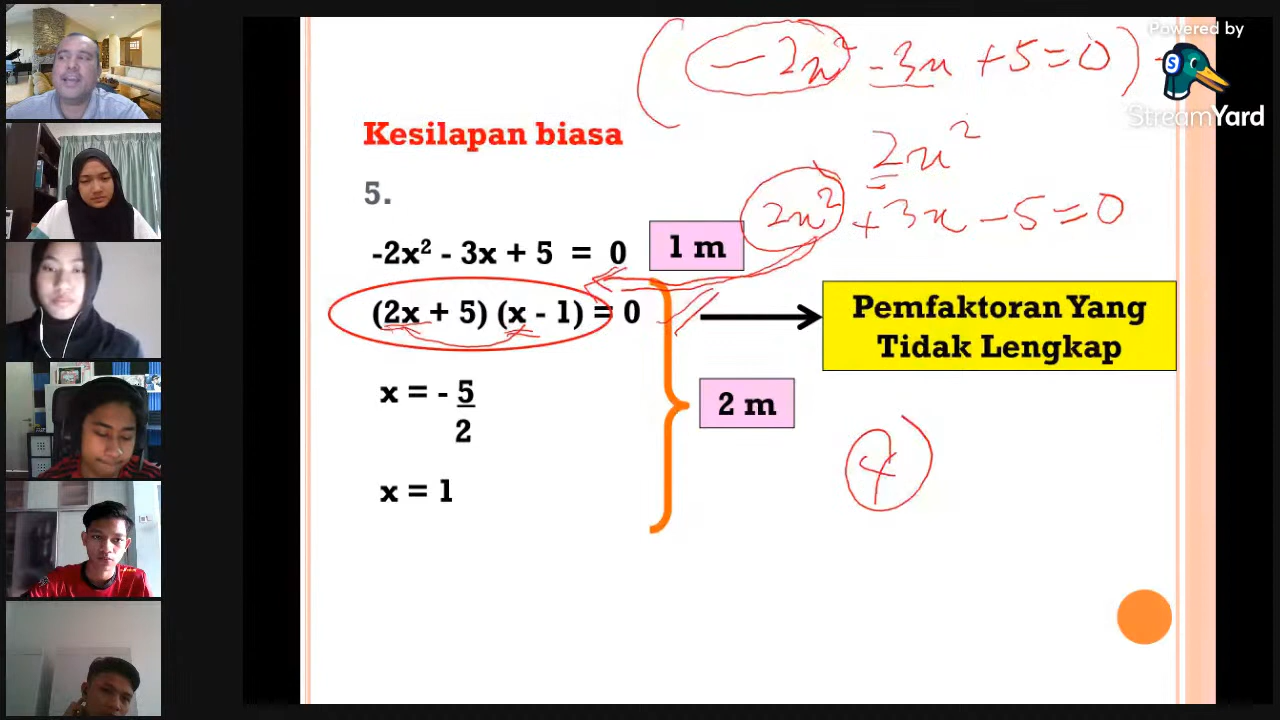 (-2x² - 3x + 5 = 0) -
Powered by
StreamYard
2x²
2x² + 3x - 5 = 0
Kesilapan biasa
5.
-2x² - 3x + 5 = 0
1 m
(2x + 5) (x - 1) = 0
Pemfaktoran Yang
Tidak Lengkap
x = - 5
2
2 m
x = 1